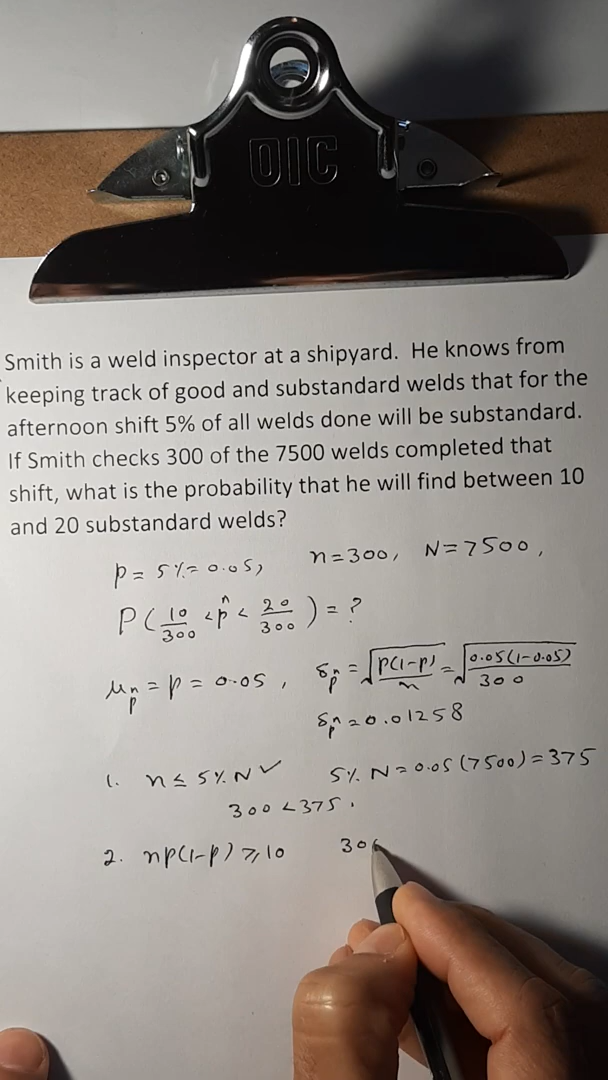 OIC
Smith is a weld inspector at a shipyard. He knows from
keeping track of good and substandard welds that for the
afternoon shift 5% of all welds done will be substandard.
If Smith checks 300 of the 7500 welds completed that
shift, what is the probability that he will find between 10
and 20 substandard welds?
p = 5% = 0.05, n = 300, N = 7500,
P(10/300 < p̂ < 20/300) = ?
μp̂ = p = 0.05, σp̂ = √(p(1-p)/n) = √(0.05(1-0.05)/300)
σp̂ = 0.01258
1. n ≤ 5% N ✓ 5% N = 0.05 (7500) = 375
300 < 375.
2. np(1-p) ≥ 10 300